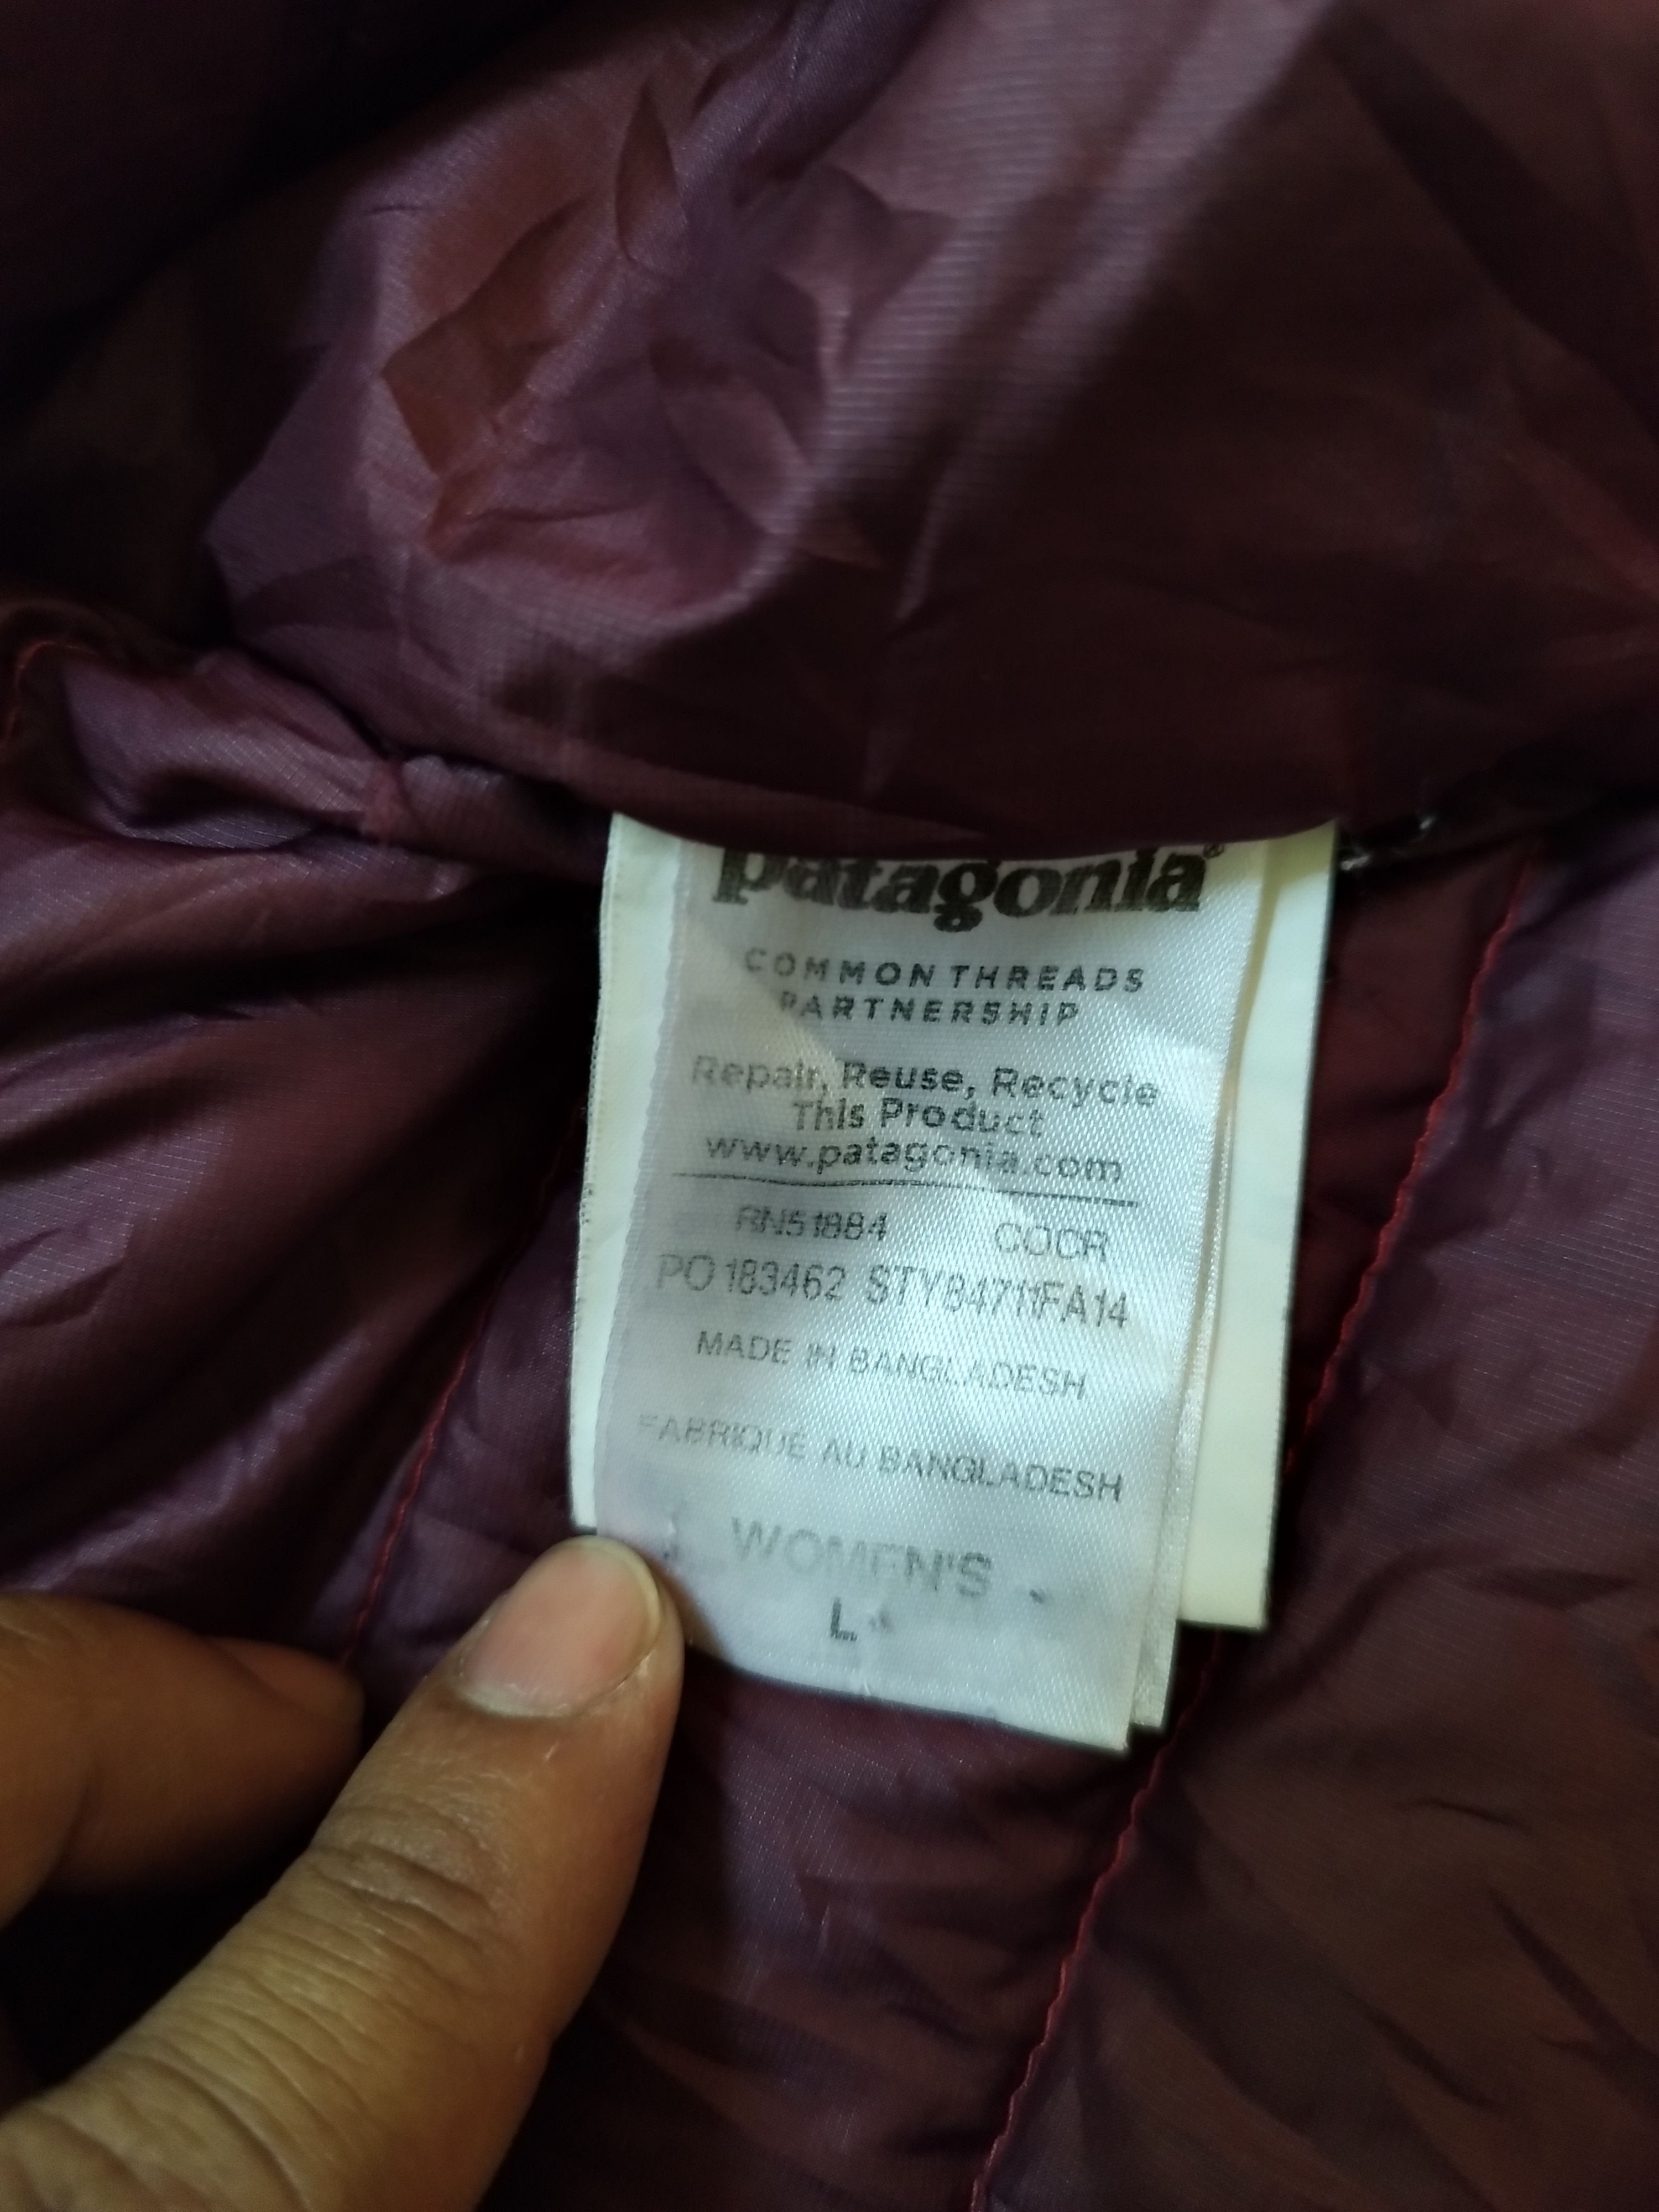 patagonia®
COMMON THREADS
PARTNERSHIP
Repair, Reuse, Recycle
This Product
www.patagonia.com
RN51884 COCR
PO 183462 STY84711FA14
MADE IN BANGLADESH
FABRIQUÉ AU BANGLADESH
WOMEN'S
L